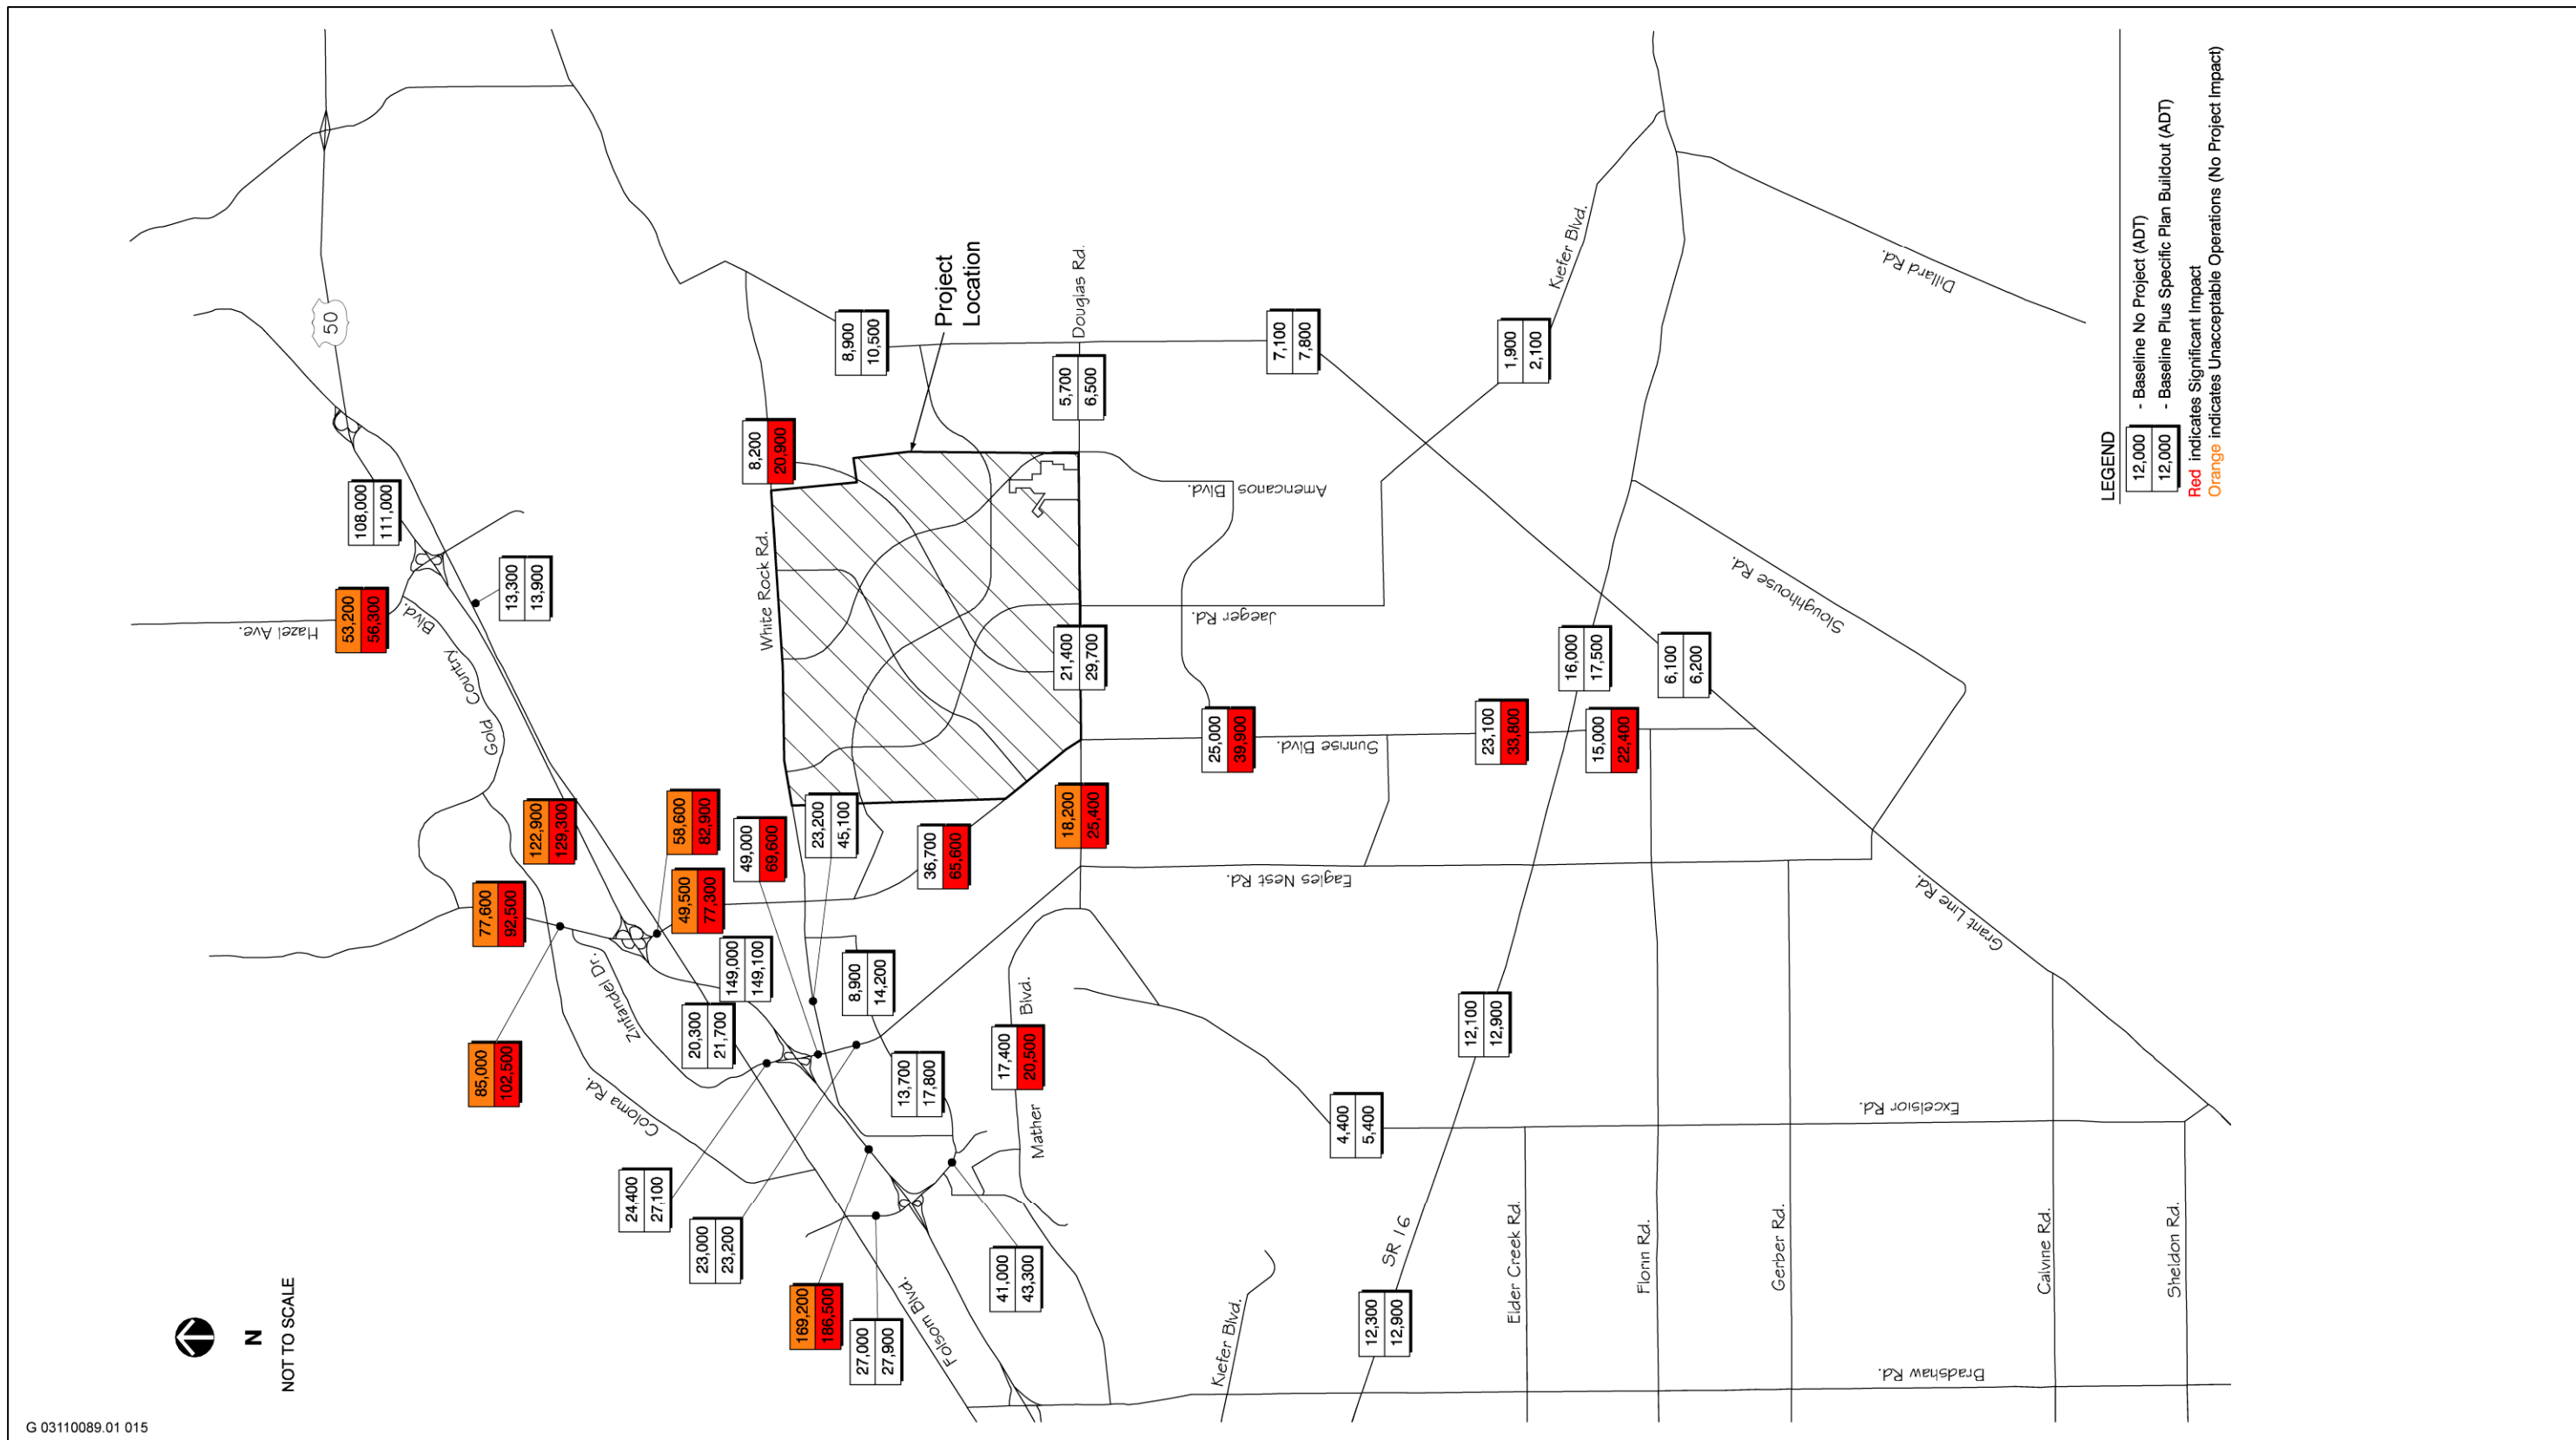 50
Hazel Ave.
Gold Country Blvd.
Zinfandel Dr.
Coloma Rd.
Folsom Blvd.
White Rock Rd.
Project
Location
Douglas Rd.
Americanos Blvd.
Jaeger Rd.
Sunrise Blvd.
Eagles Nest Rd.
Mather Blvd.
Kiefer Blvd.
Kiefer Blvd.
SR 16
Dillard Rd.
Sloughhouse Rd.
Grant Line Rd.
Excelsior Rd.
Elder Creek Rd.
Florin Rd.
Gerber Rd.
Calvine Rd.
Sheldon Rd.
Bradshaw Rd.
108,000
111,000
53,200
56,300
13,300
13,900
122,900
129,300
77,600
92,500
85,000
102,500
58,600
82,900
49,500
77,300
49,000
69,600
149,000
149,100
20,300
21,700
24,400
27,100
23,000
23,200
169,200
186,500
27,000
27,900
41,000
43,300
13,700
17,800
8,900
14,200
17,400
20,500
23,200
45,100
36,700
65,600
18,200
25,400
8,200
20,900
8,900
10,500
5,700
6,500
7,100
7,800
1,900
2,100
21,400
29,700
25,000
39,900
23,100
33,800
15,000
22,400
16,000
17,500
6,100
6,200
12,100
12,900
4,400
5,400
12,300
12,900
LEGEND
12,000 - Baseline No Project (ADT)
12,000 - Baseline Plus Specific Plan Buildout (ADT)
Red indicates Significant Impact
Orange indicates Unacceptable Operations (No Project Impact)
N
NOT TO SCALE
G 03110089.01 015